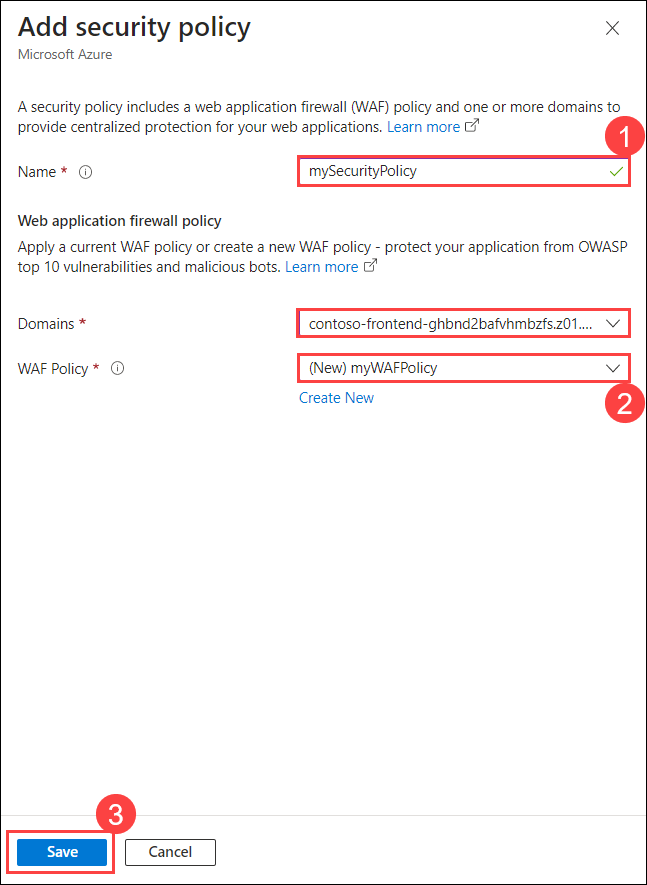 Add security policy
Microsoft Azure
A security policy includes a web application firewall (WAF) policy and one or more domains to
provide centralized protection for your web applications. Learn more
1
Name * mySecurityPolicy
Web application firewall policy
Apply a current WAF policy or create a new WAF policy - protect your application from OWASP
top 10 vulnerabilities and malicious bots. Learn more
Domains * contoso-frontend-ghbnd2bafvhmbzfs.z01....
WAF Policy * (New) myWAFPolicy
Create New
2
3
Save Cancel